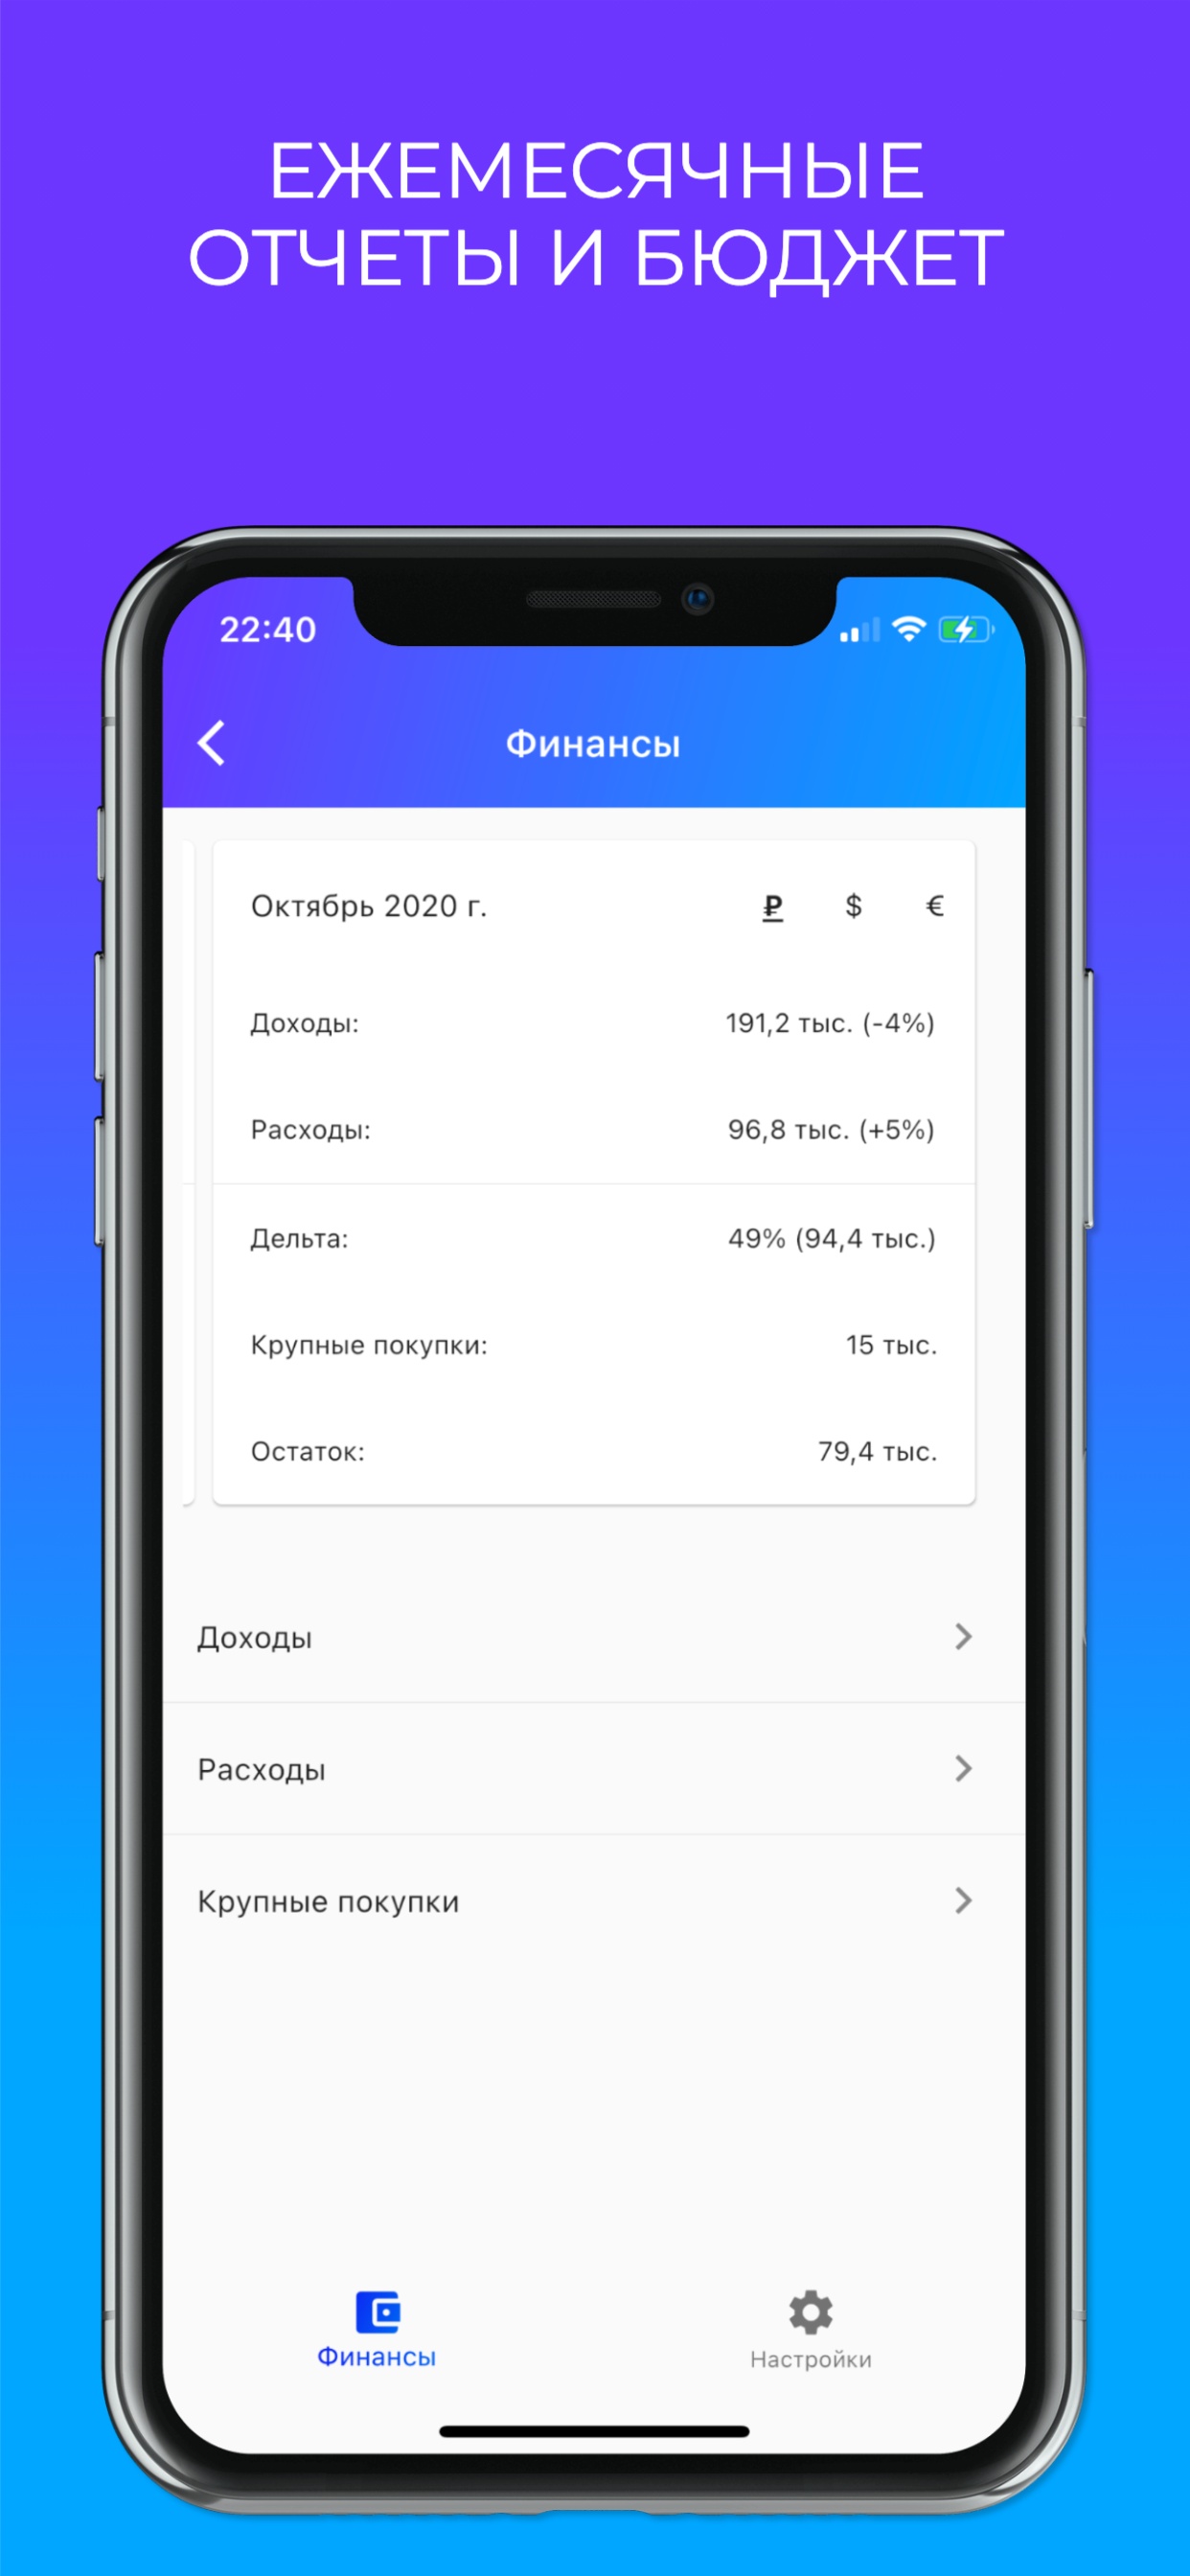 ЕЖЕМЕСЯЧНЫЕ
ОТЧЕТЫ И БЮДЖЕТ
22:40
Финансы
Октябрь 2020 г. ₽ $ €
Доходы: 191,2 тыс. (-4%)
Расходы: 96,8 тыс. (+5%)
Дельта: 49% (94,4 тыс.)
Крупные покупки: 15 тыс.
Остаток: 79,4 тыс.
Доходы
Расходы
Крупные покупки
Финансы Настройки